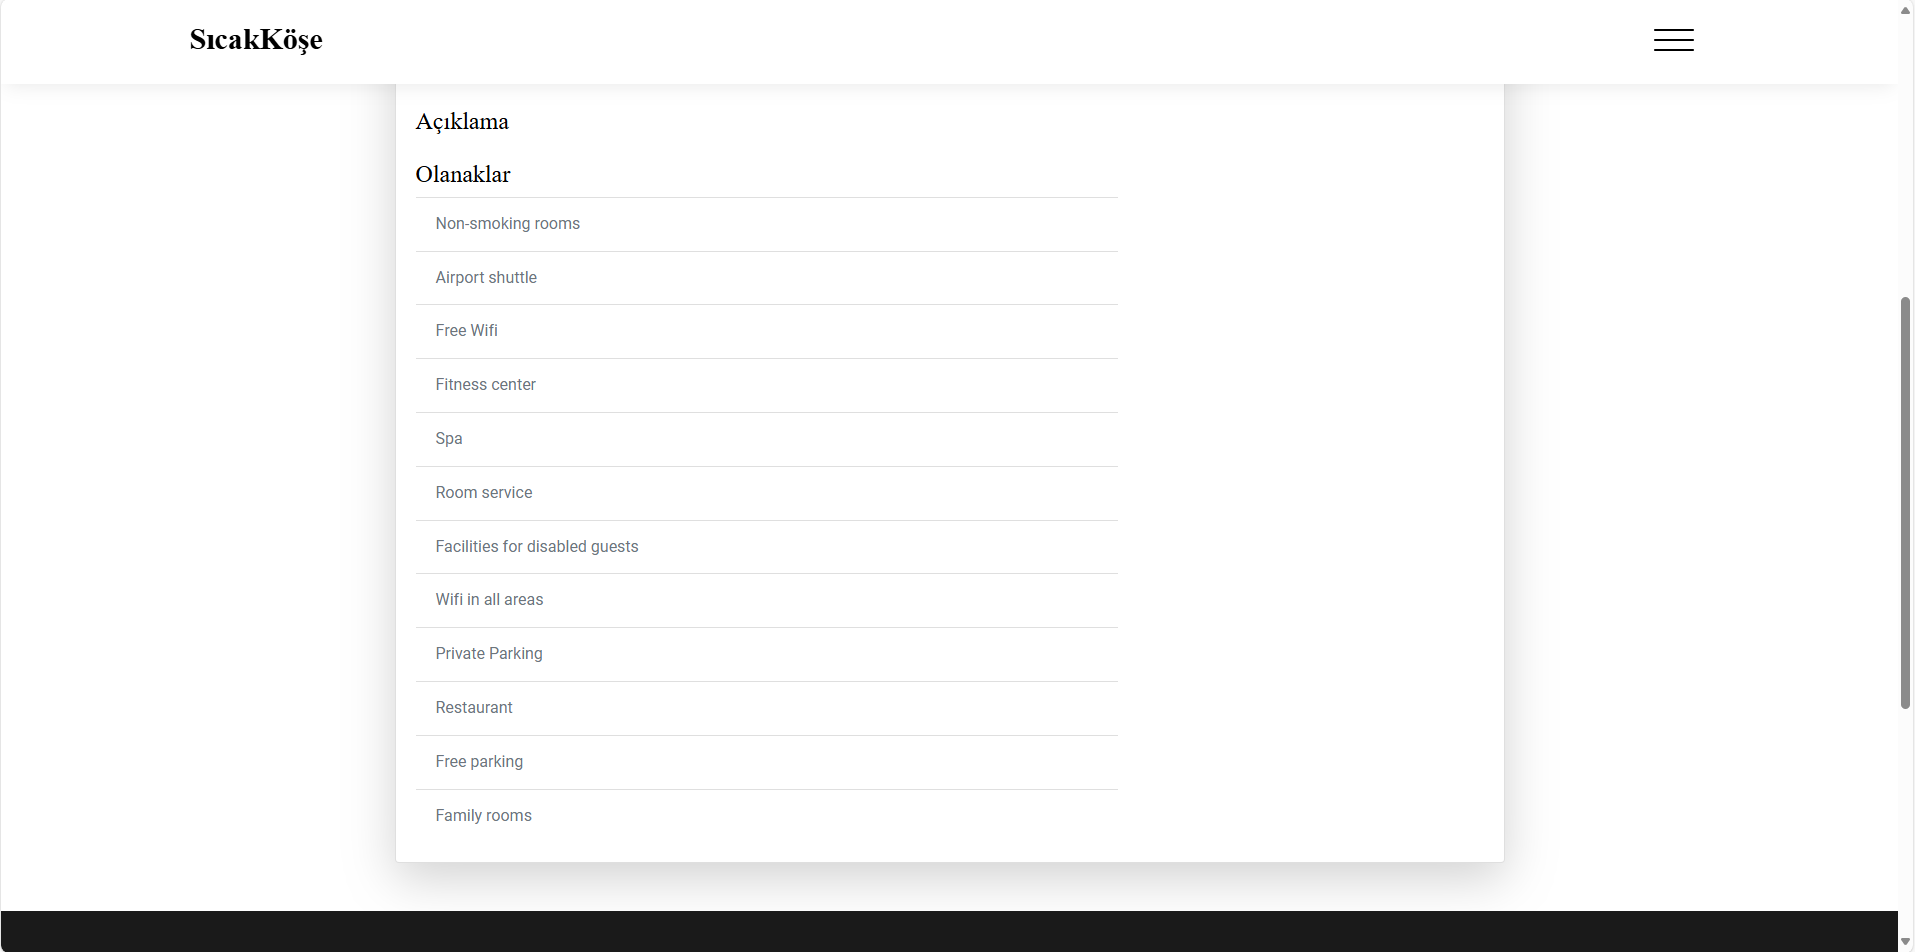 SıcakKöşe
Açıklama
Olanaklar
Non-smoking rooms
Airport shuttle
Free Wifi
Fitness center
Spa
Room service
Facilities for disabled guests
Wifi in all areas
Private Parking
Restaurant
Free parking
Family rooms